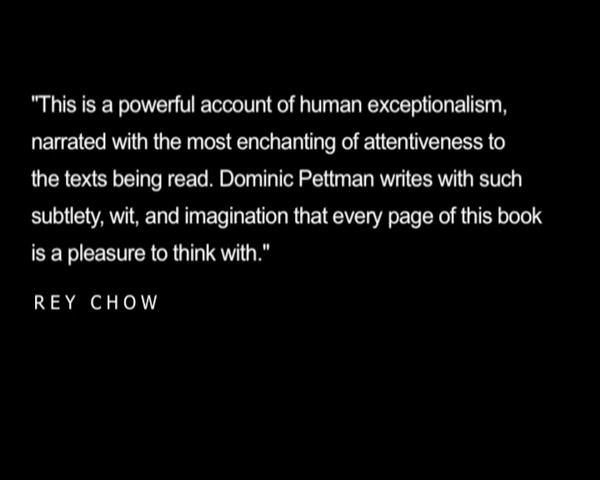 "This is a powerful account of human exceptionalism,
narrated with the most enchanting of attentiveness to
the texts being read. Dominic Pettman writes with such
subtlety, wit, and imagination that every page of this book
is a pleasure to think with."
REY CHOW